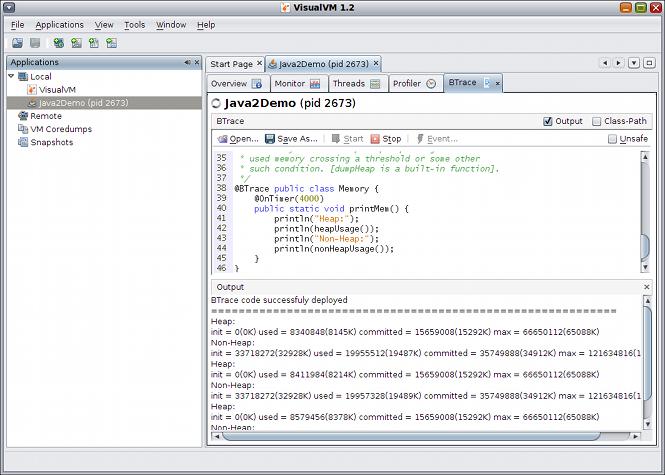 VisualVM 1.2
File Applications View Tools Window Help
Applications
Local
VisualVM
Java2Demo (pid 2673)
Remote
VM Coredumps
Snapshots
Start Page Java2Demo (pid 2673)
Overview Monitor Threads Profiler BTrace
Java2Demo (pid 2673)
BTrace Output Class-Path
Open... Save As... Start Stop Event... Unsafe
35 * used memory crossing a threshold or some other
36 * such condition. [dumpHeap is a built-in function].
37 */
38 @BTrace public class Memory {
39 @OnTimer(4000)
40 public static void printMem() {
41 println("Heap:");
42 println(heapUsage());
43 println("Non-Heap:");
44 println(nonHeapUsage());
45 }
46 }
Output
BTrace code successfuly deployed
===========================================================
Heap:
init = 0(0K) used = 8340848(8145K) committed = 15659008(15292K) max = 66650112(65088K)
Non-Heap:
init = 33718272(32928K) used = 19955512(19487K) committed = 35749888(34912K) max = 121634816(1
Heap:
init = 0(0K) used = 8411984(8214K) committed = 15659008(15292K) max = 66650112(65088K)
Non-Heap:
init = 33718272(32928K) used = 19957328(19489K) committed = 35749888(34912K) max = 121634816(1
Heap:
init = 0(0K) used = 8579456(8378K) committed = 15659008(15292K) max = 66650112(65088K)
Non-Heap: